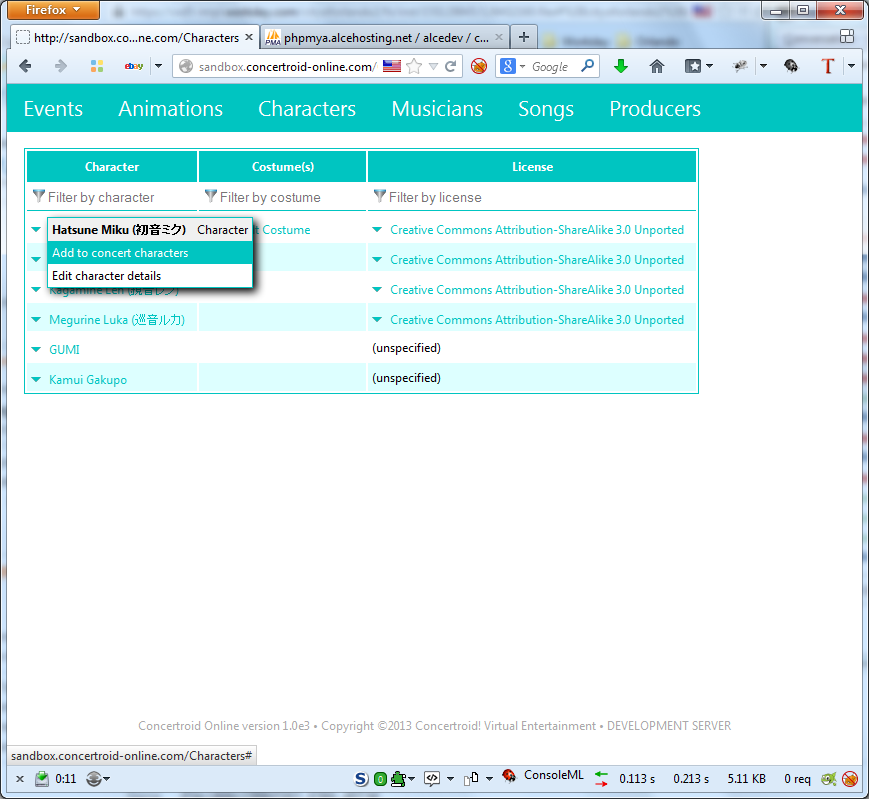 Firefox
http://sandbox.co...ne.com/Characters
phpmya.alcehosting.net / alcedev / c...
sandbox.concertroid-online.com/
Google
Events Animations Characters Musicians Songs Producers
Character Costume(s) License
Filter by character Filter by costume Filter by license
Hatsune Miku (初音ミク) Character
t Costume
Creative Commons Attribution-ShareAlike 3.0 Unported
Add to concert characters
Creative Commons Attribution-ShareAlike 3.0 Unported
Edit character details
Kagamine Len (鏡音レン)
Creative Commons Attribution-ShareAlike 3.0 Unported
Megurine Luka (巡音ルカ)
Creative Commons Attribution-ShareAlike 3.0 Unported
GUMI
(unspecified)
Kamui Gakupo
(unspecified)
Concertroid Online version 1.0e3 • Copyright ©2013 Concertroid! Virtual Entertainment • DEVELOPMENT SERVER
sandbox.concertroid-online.com/Characters#
0:11
ConsoleML
0.113 s
0.213 s
5.11 KB
0 req